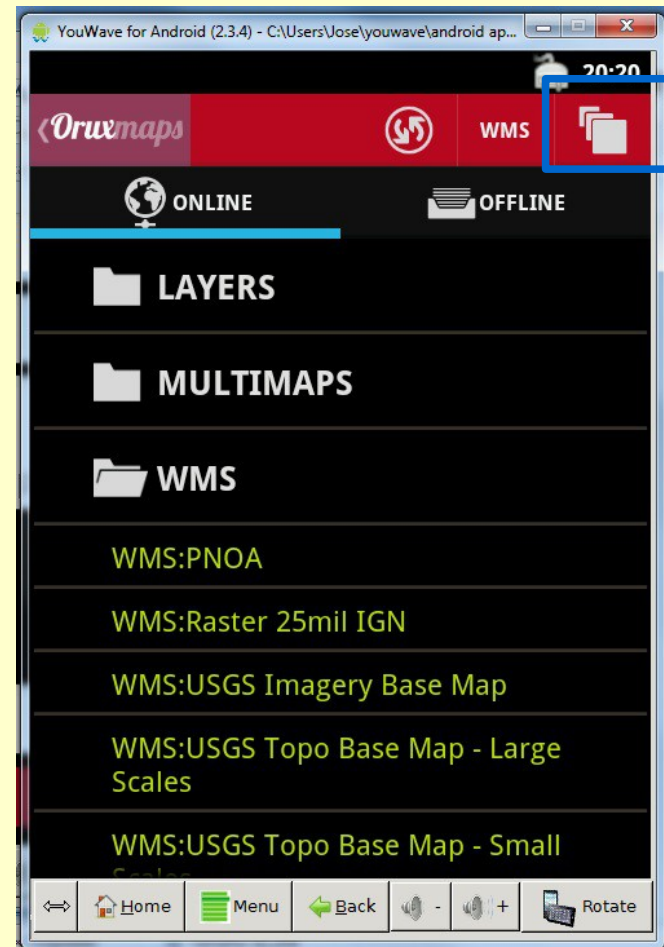 YouWave for Android (2.3.4) - C:\Users\Jose\youwave\android ap...
20:20
Oruxmaps
WMS
ONLINE
OFFLINE
LAYERS
MULTIMAPS
WMS
WMS:PNOA
WMS:Raster 25mil IGN
WMS:USGS Imagery Base Map
WMS:USGS Topo Base Map - Large
Scales
WMS:USGS Topo Base Map - Small
Scales
Home Menu Back - + Rotate